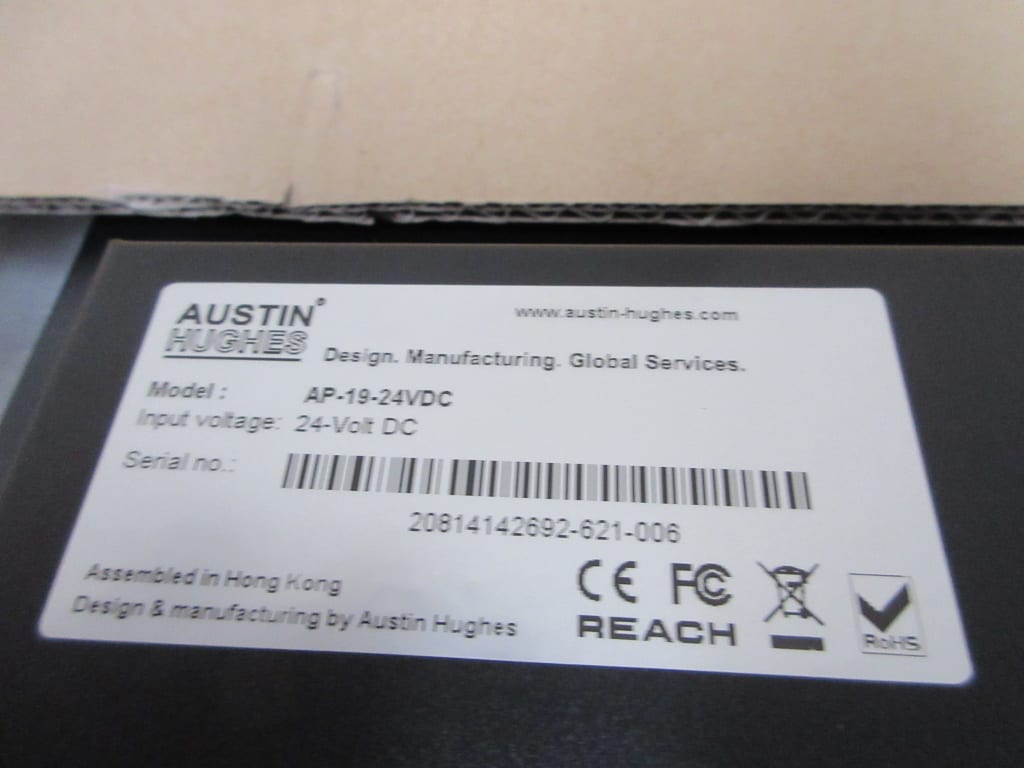 AUSTIN®
HUGHES
www.austin-hughes.com
Design. Manufacturing. Global Services.
Model : AP-19-24VDC
Input voltage: 24-Volt DC
Serial no.:
20814142692-621-006
Assembled in Hong Kong
Design & manufacturing by Austin Hughes
CE FC
REACH
RoHS